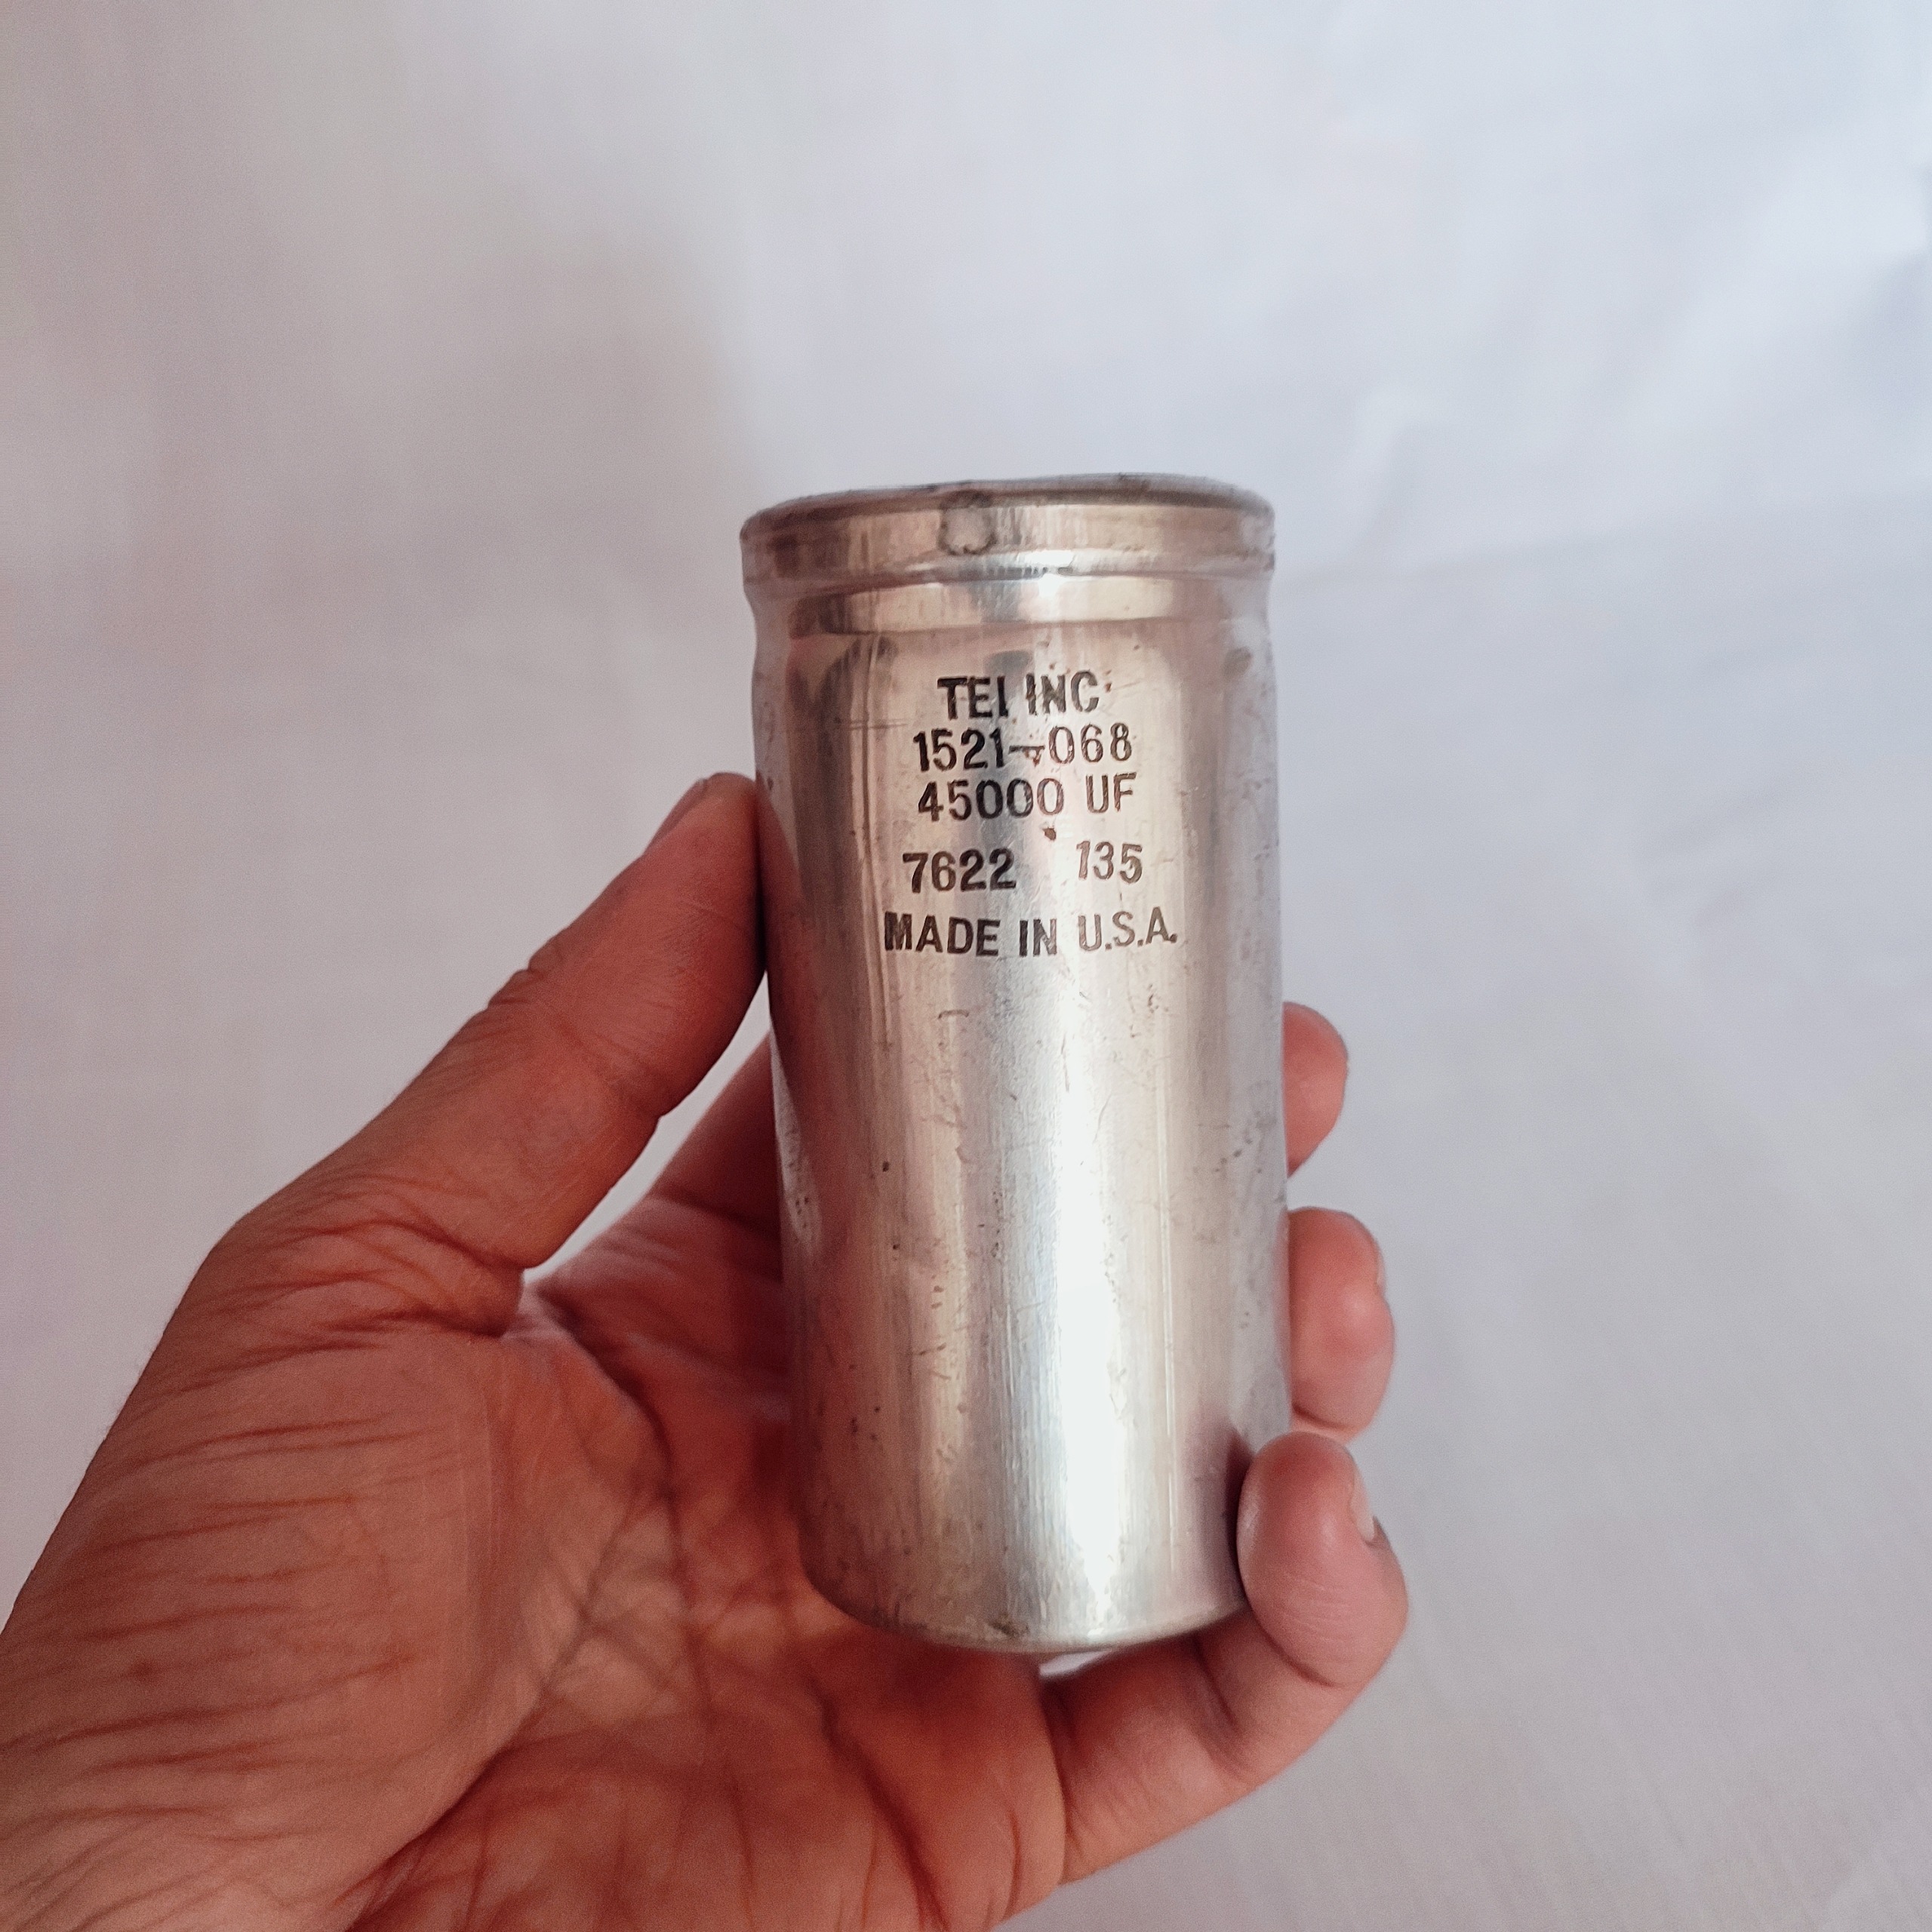 TEI INC.
1521-068
45000 UF
7622 135
MADE IN U.S.A.